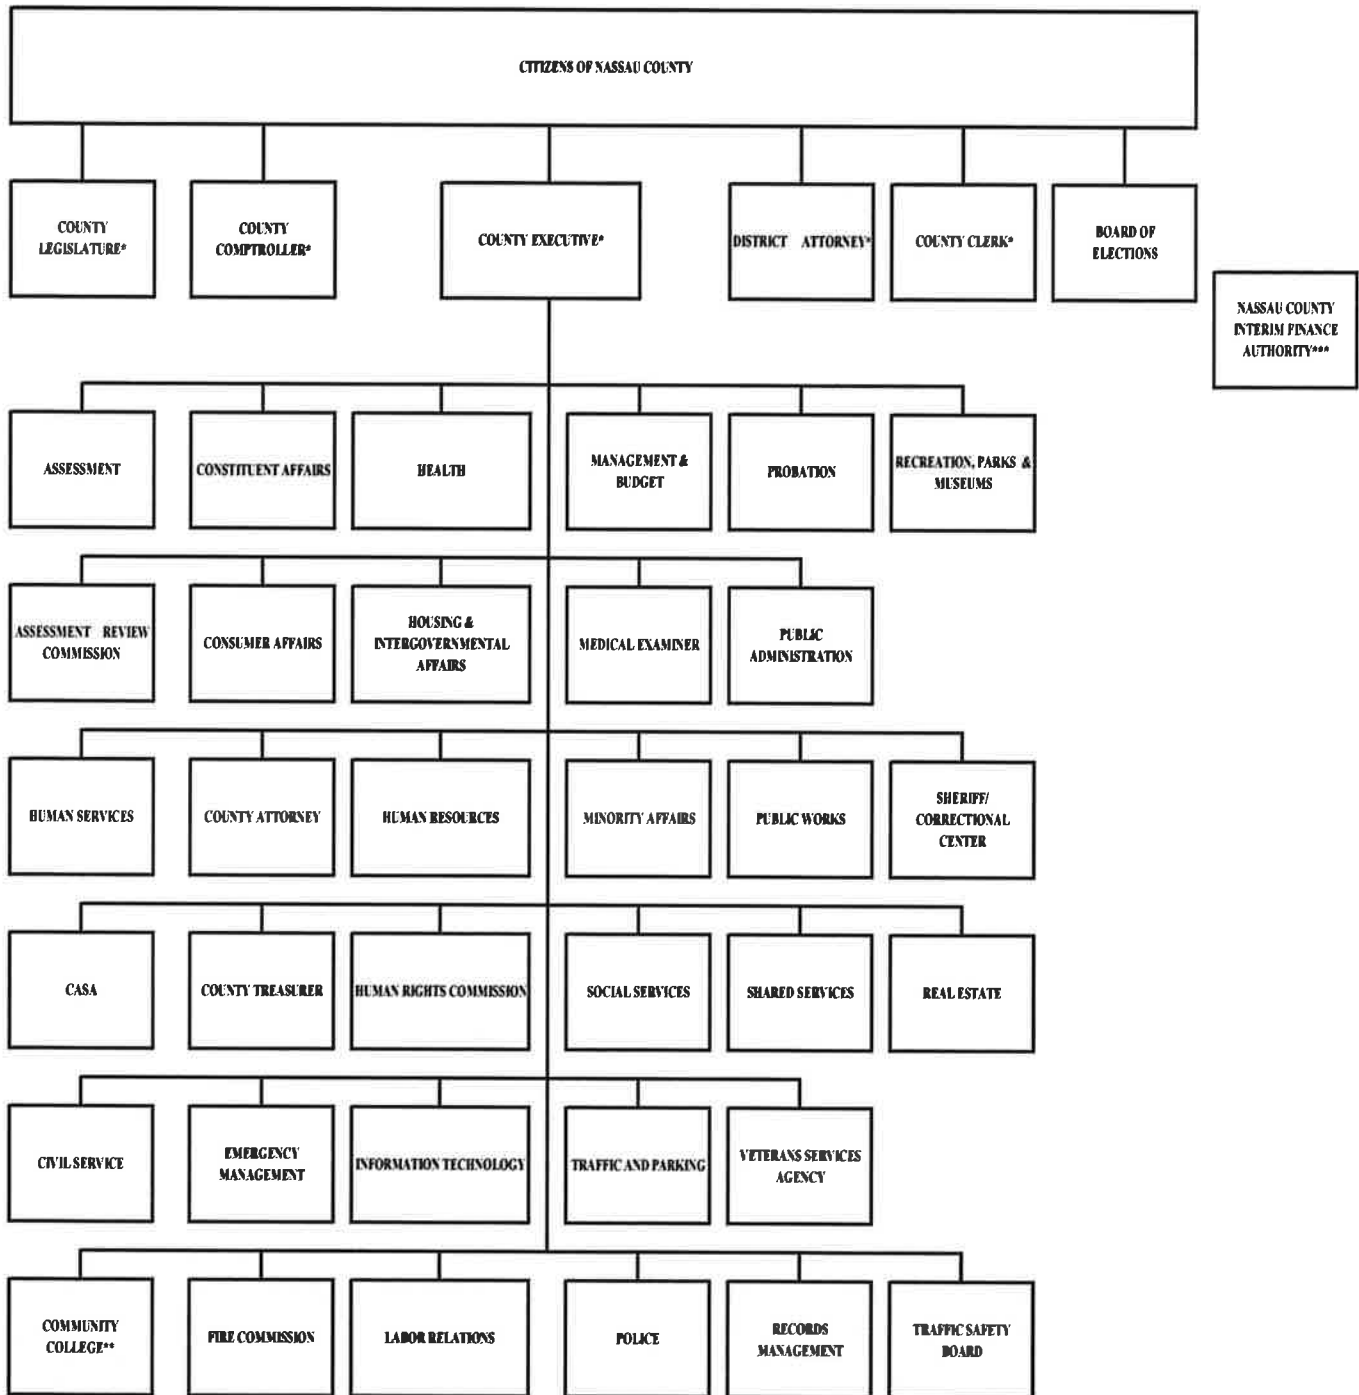 CITIZENS OF NASSAU COUNTY
COUNTY
LEGISLATURE*
COUNTY
COMPTROLLER*
COUNTY EXECUTIVE*
DISTRICT ATTORNEY*
COUNTY CLERK*
BOARD OF
ELECTIONS
NASSAU COUNTY
INTERIM FINANCE
AUTHORITY***
ASSESSMENT
CONSTITUENT AFFAIRS
HEALTH
MANAGEMENT &
BUDGET
PROBATION
RECREATION, PARKS &
MUSEUMS
ASSESSMENT REVIEW
COMMISSION
CONSUMER AFFAIRS
HOUSING &
INTERGOVERNMENTAL
AFFAIRS
MEDICAL EXAMINER
PUBLIC
ADMINISTRATION
HUMAN SERVICES
COUNTY ATTORNEY
HUMAN RESOURCES
MINORITY AFFAIRS
PUBLIC WORKS
SHERIFF/
CORRECTIONAL
CENTER
CASA
COUNTY TREASURER
HUMAN RIGHTS COMMISSION
SOCIAL SERVICES
SHARED SERVICES
REAL ESTATE
CIVIL SERVICE
EMERGENCY
MANAGEMENT
INFORMATION TECHNOLOGY
TRAFFIC AND PARKING
VETERANS SERVICES
AGENCY
COMMUNITY
COLLEGE**
FIRE COMMISSION
LABOR RELATIONS
POLICE
RECORDS
MANAGEMENT
TRAFFIC SAFETY
BOARD